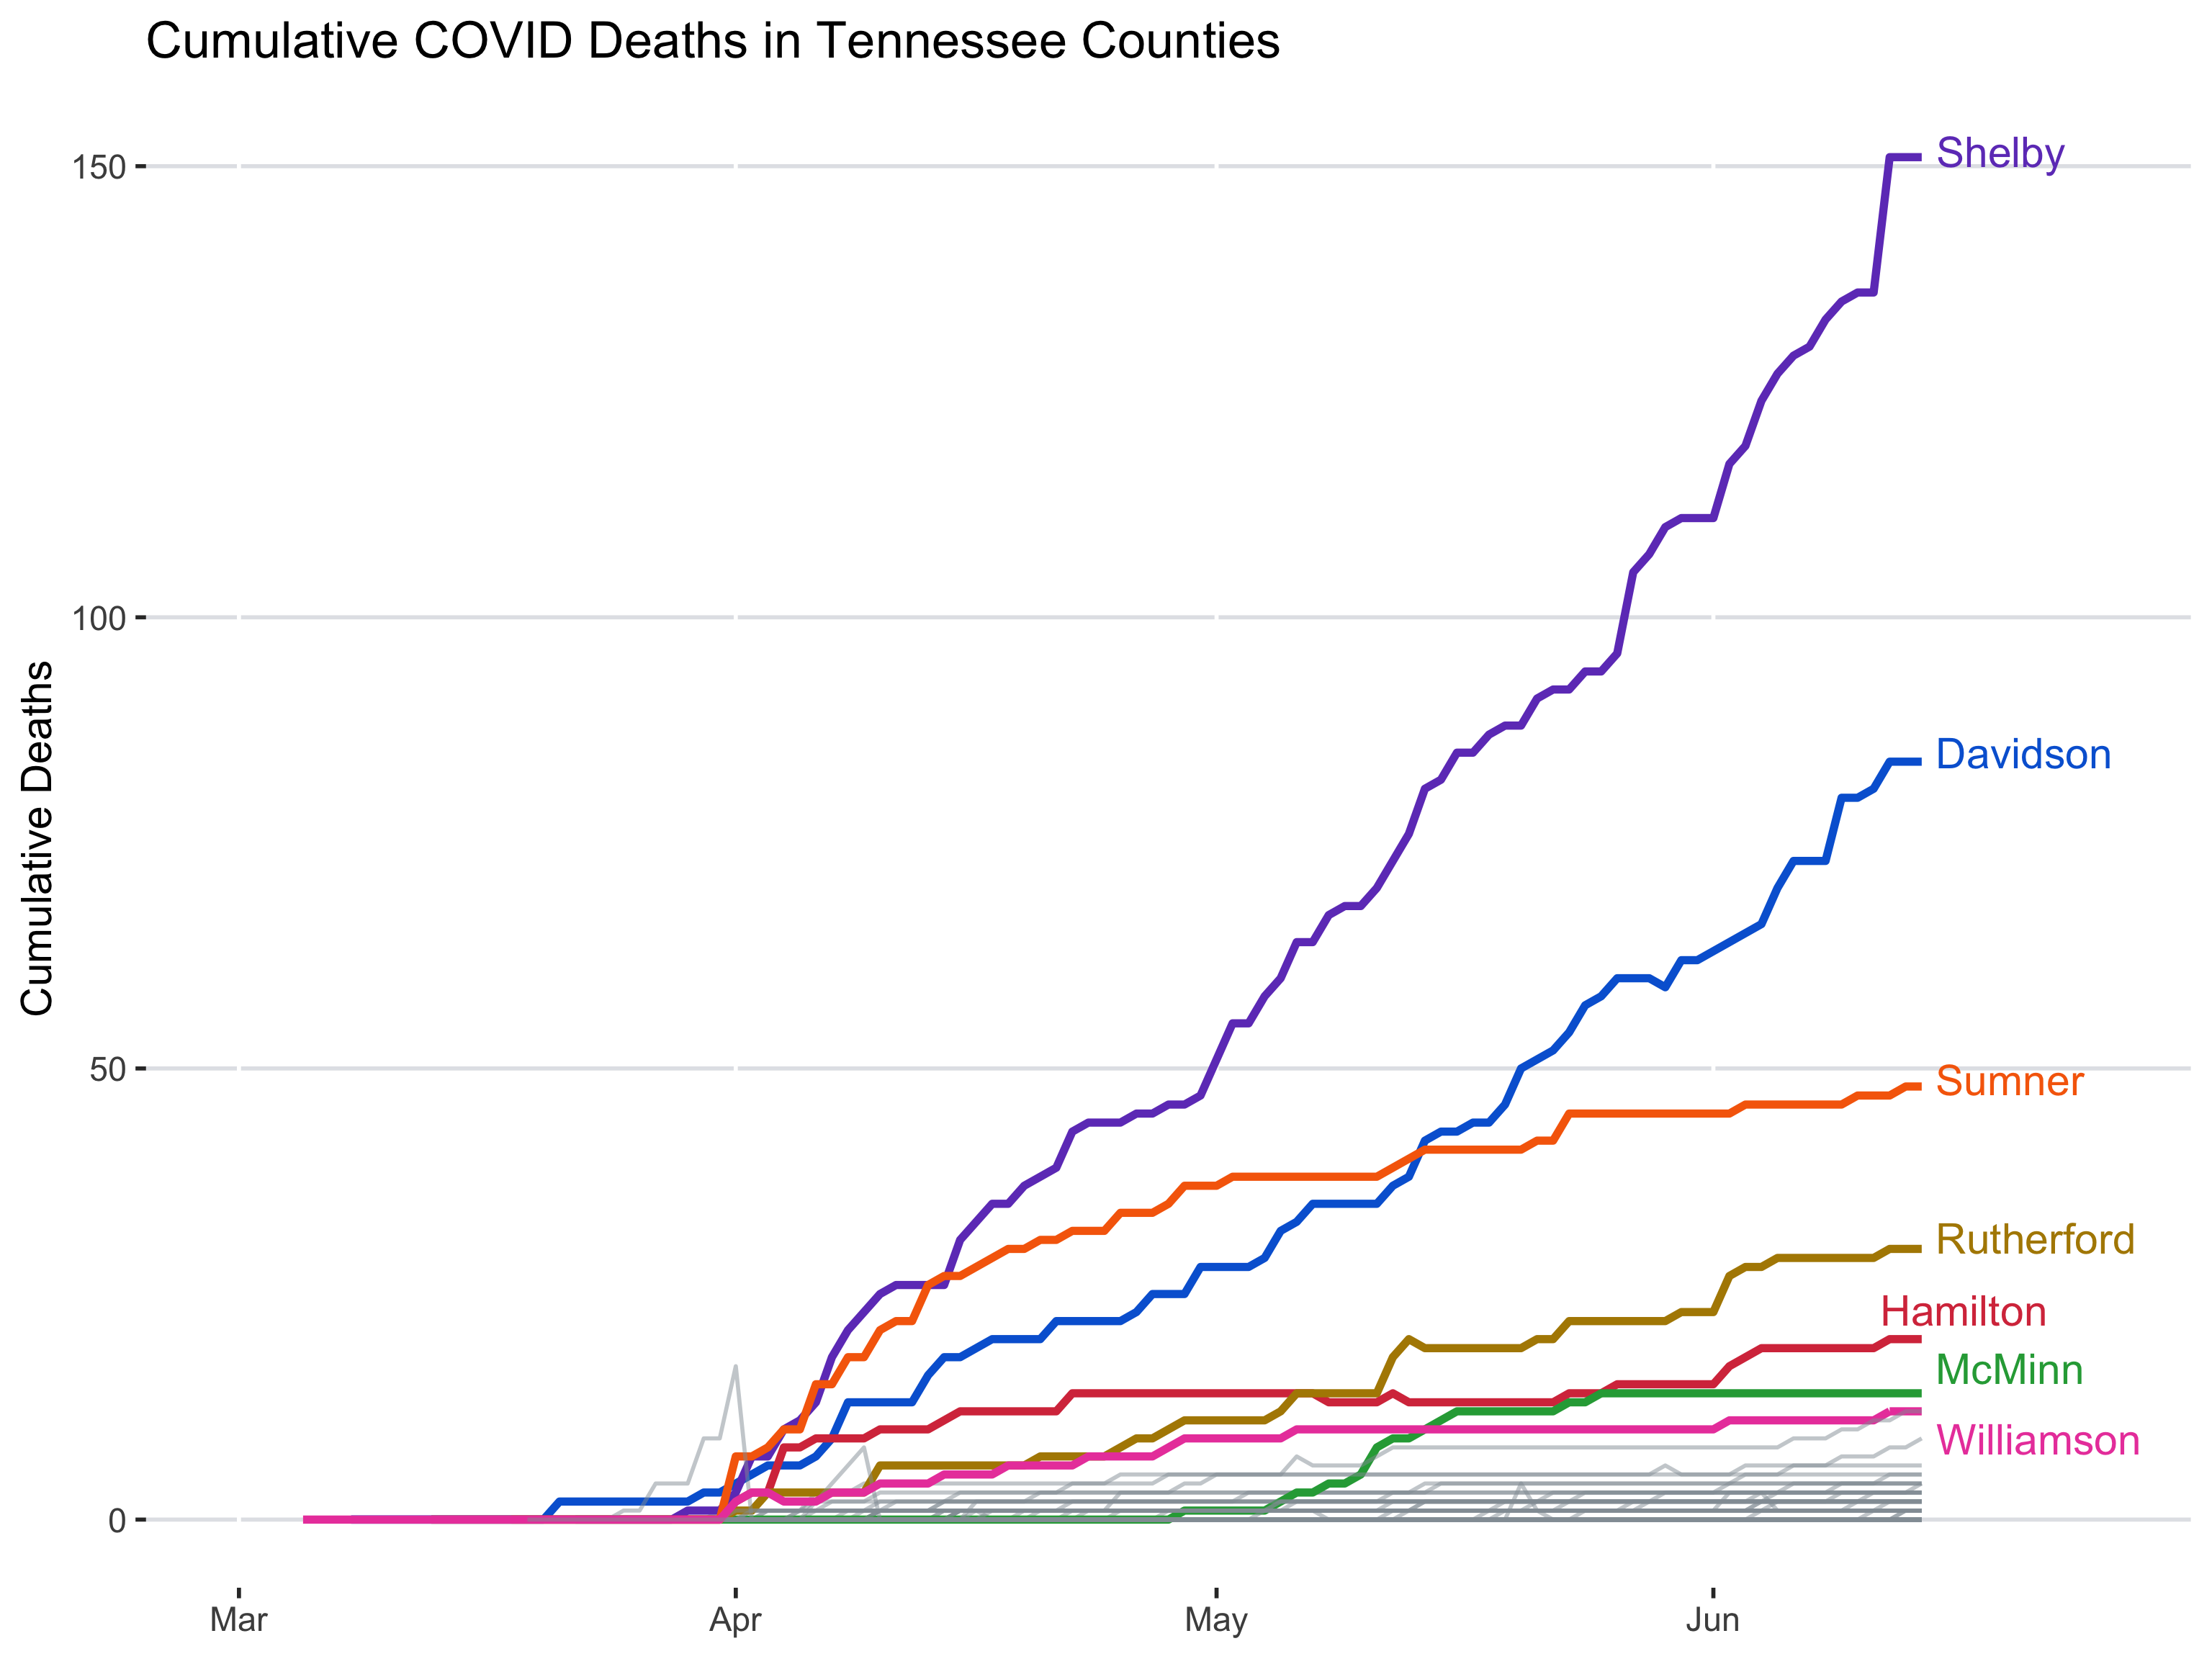 Cumulative COVID Deaths in Tennessee Counties
Cumulative Deaths
150
100
50
0
Shelby
Davidson
Sumner
Rutherford
Hamilton
McMinn
Williamson
Mar
Apr
May
Jun